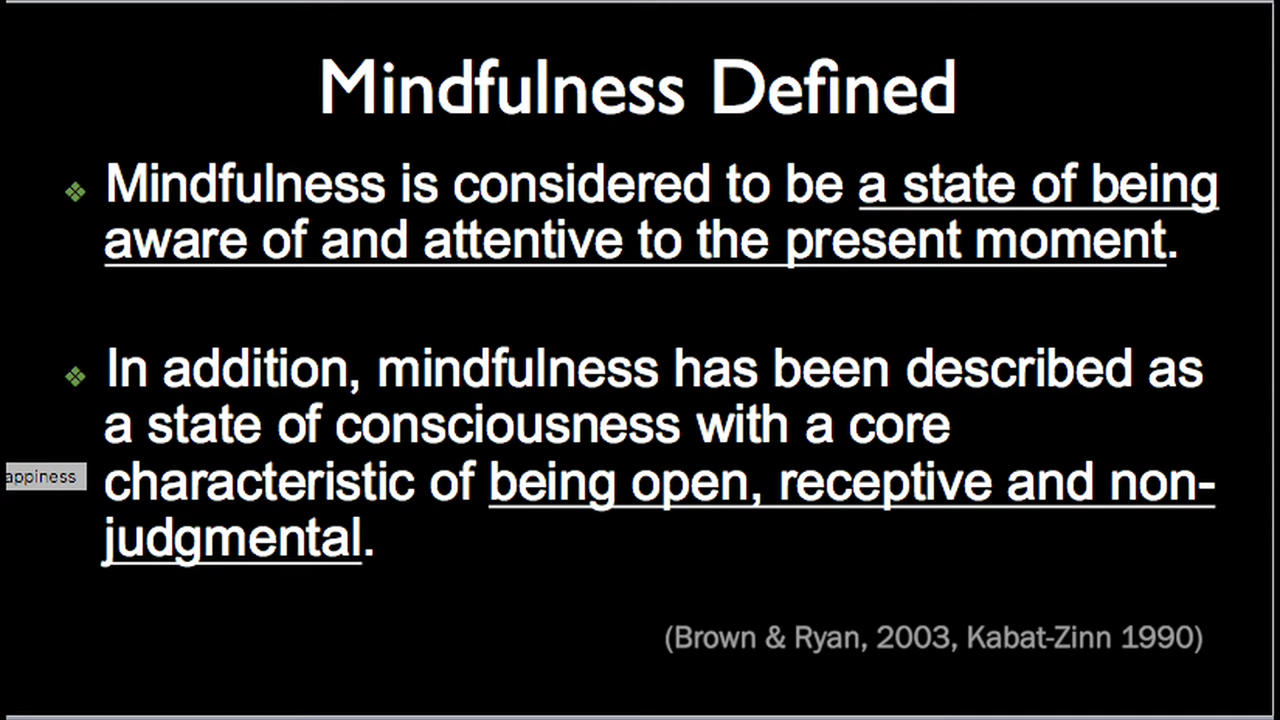 Mindfulness Defined
❖ Mindfulness is considered to be a state of being
aware of and attentive to the present moment.
❖ In addition, mindfulness has been described as
a state of consciousness with a core
characteristic of being open, receptive and non-
judgmental.
appiness
(Brown & Ryan, 2003, Kabat-Zinn 1990)